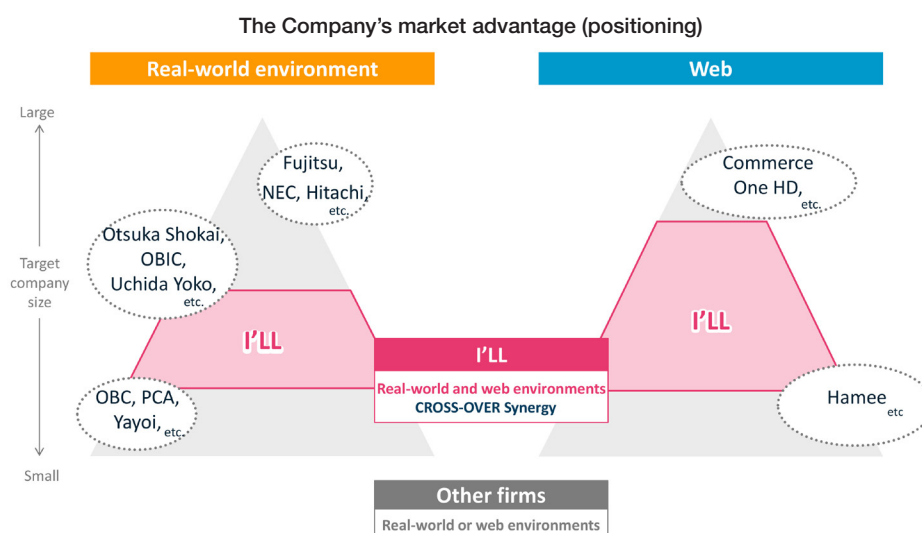 The Company's market advantage (positioning)
Real-world environment
Web
Large
Target
company
size
Small
Fujitsu,
NEC, Hitachi,
etc.
Otsuka Shokai,
OBIC,
Uchida Yoko,
etc.
I'LL
OBC, PCA,
Yayoi,
etc.
Commerce
One HD,
etc.
I'LL
Hamee
etc
I'LL
Real-world and web environments
CROSS-OVER Synergy
Other firms
Real-world or web environments